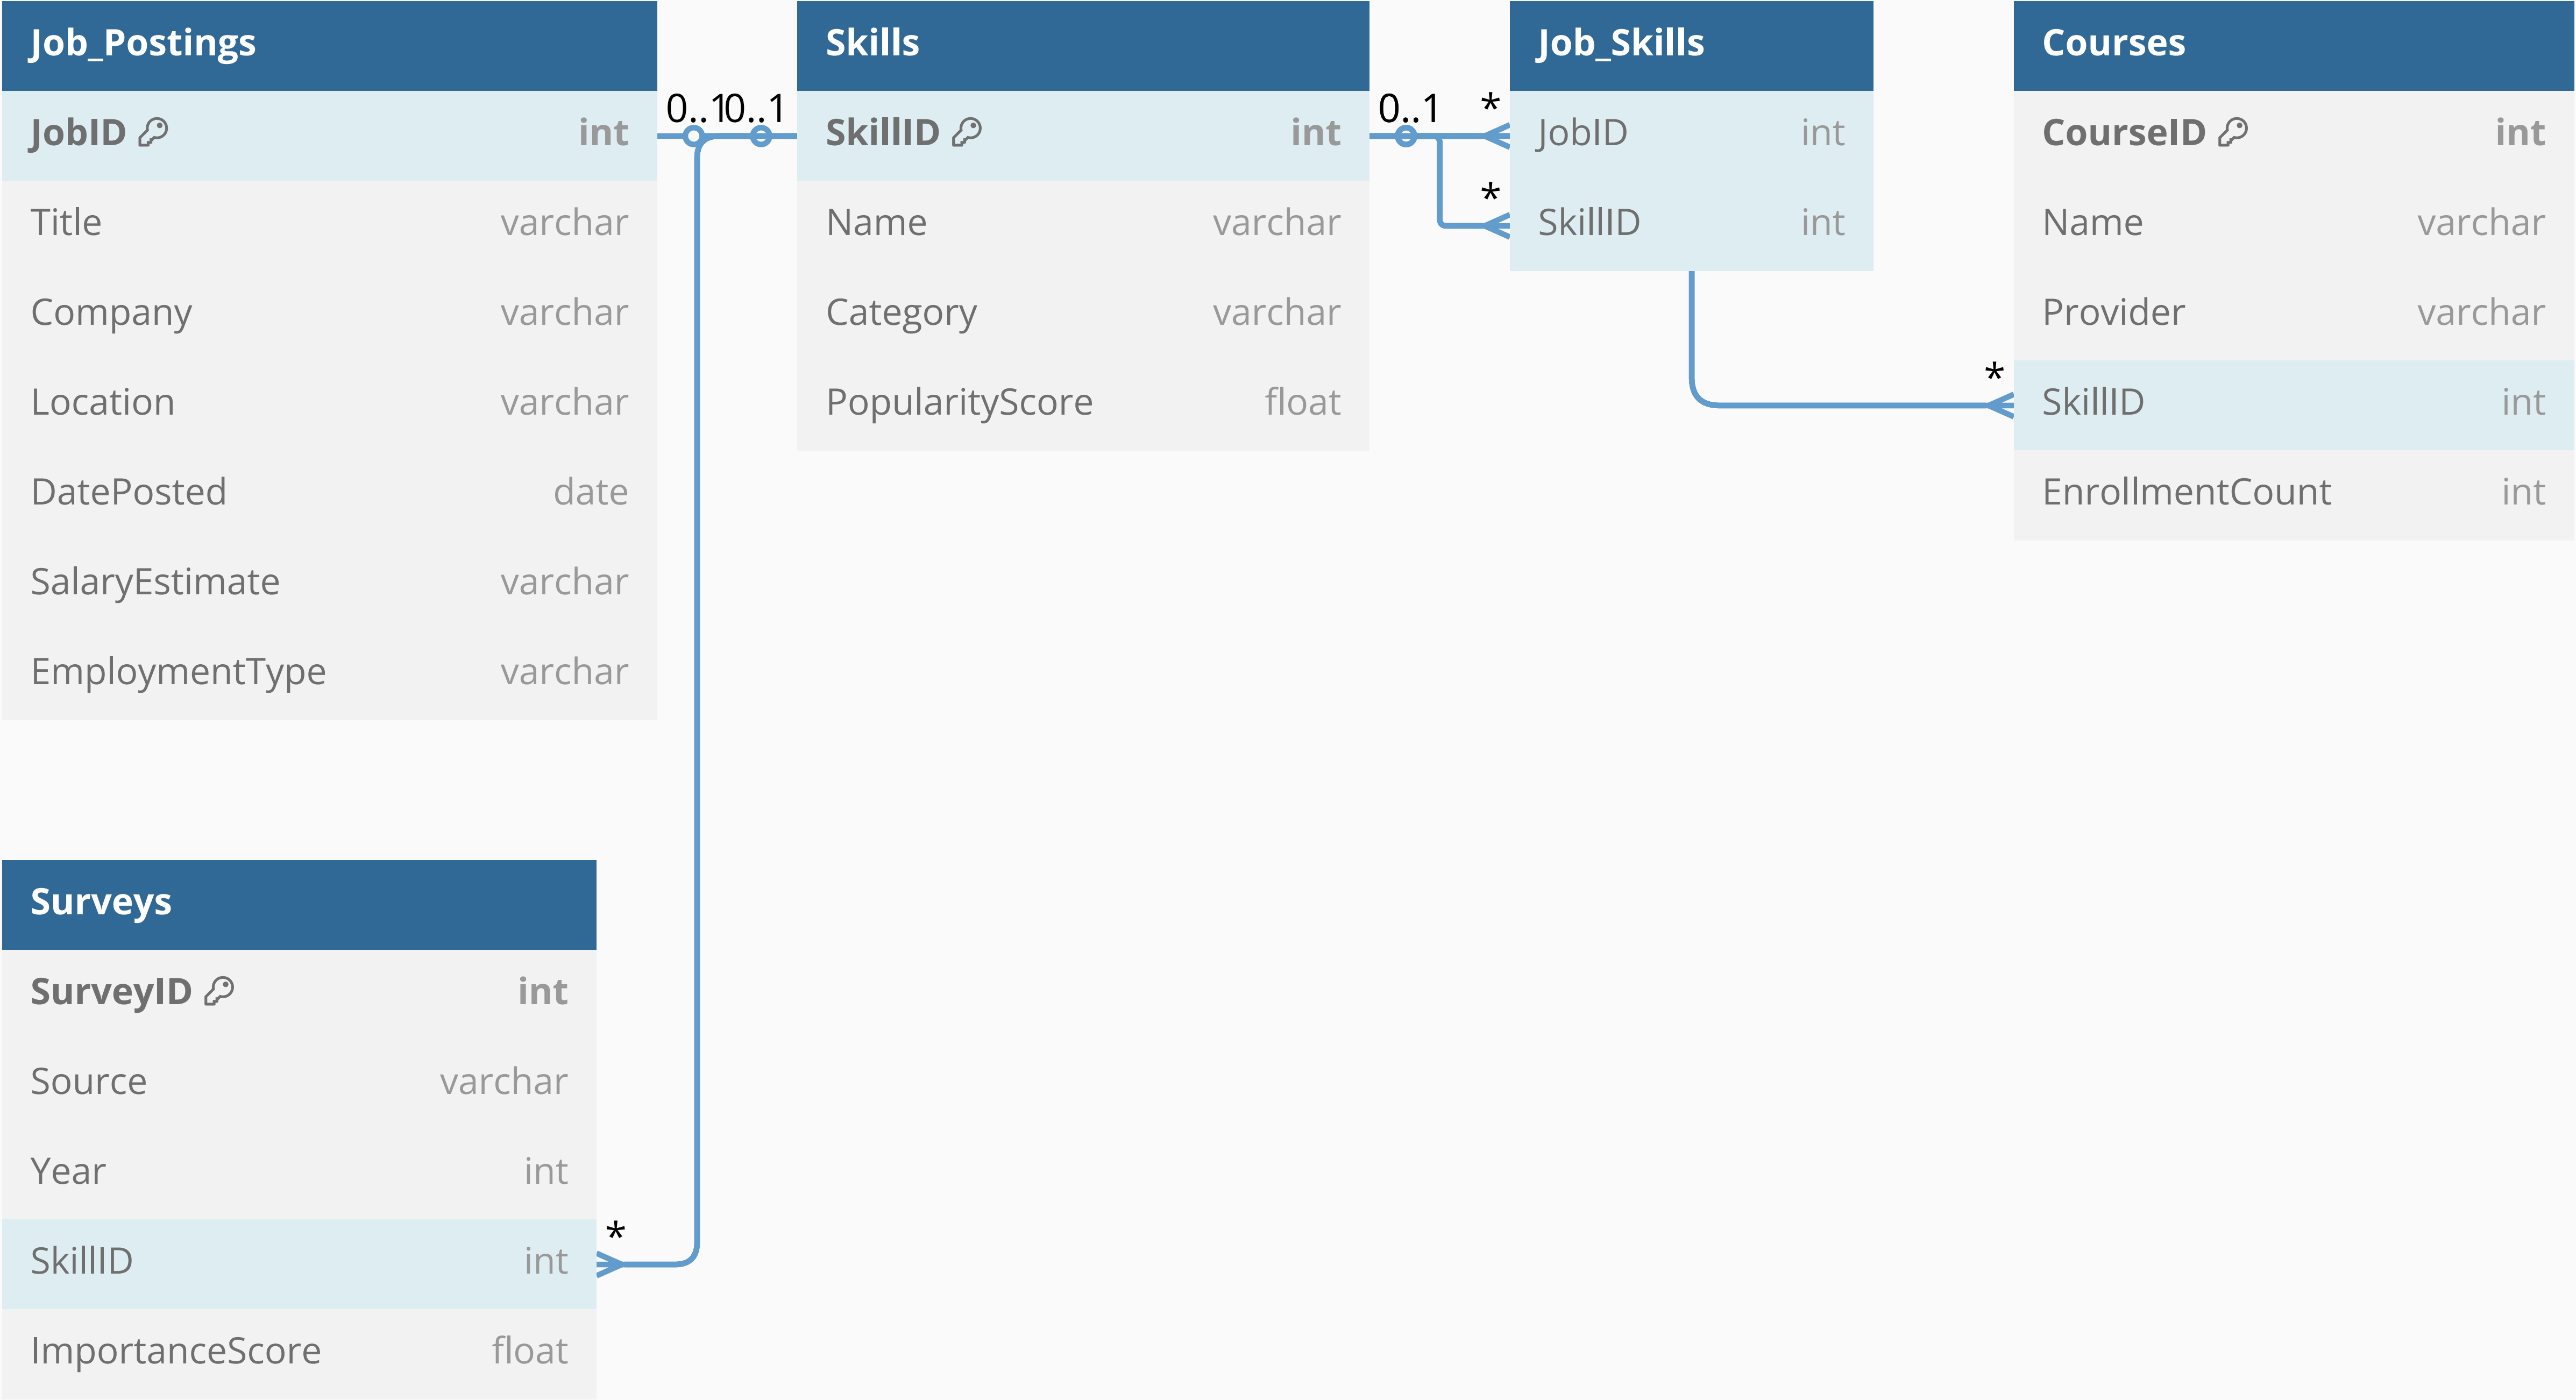 Job_Postings
JobID int
Title varchar
Company varchar
Location varchar
DatePosted date
SalaryEstimate varchar
EmploymentType varchar
0..1
0..1
Skills
SkillID int
Name varchar
Category varchar
PopularityScore float
0..1
*
*
Job_Skills
JobID int
SkillID int
*
Courses
CourseID int
Name varchar
Provider varchar
SkillID int
EnrollmentCount int
Surveys
SurveyID int
Source varchar
Year int
SkillID int
ImportanceScore float
*